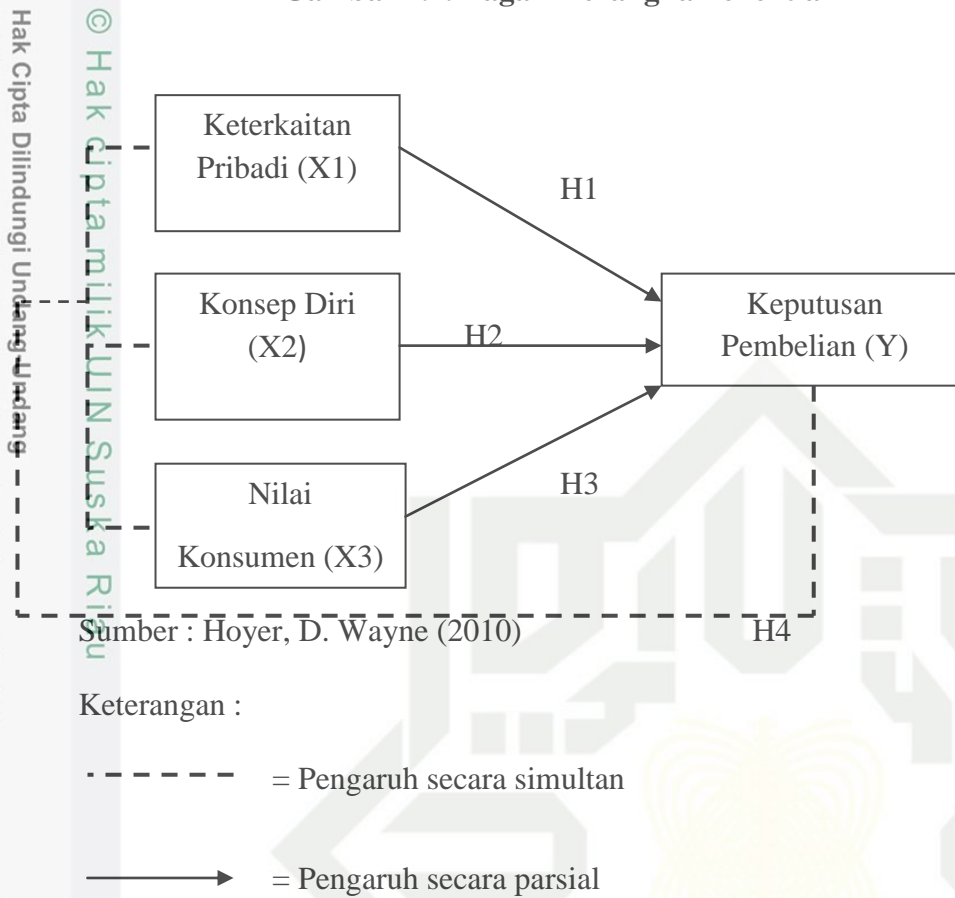 Hak Cipta Dilindungi Undang-Undang
© Hak cipta milik UIN Suska Riau
Keterkaitan
Pribadi (X1)
H1
Konsep Diri
(X2)
H2
Keputusan
Pembelian (Y)
Nilai
Konsumen (X3)
H3
Sumber : Hoyer, D. Wayne (2010)
H4
Keterangan :
= Pengaruh secara simultan
= Pengaruh secara parsial